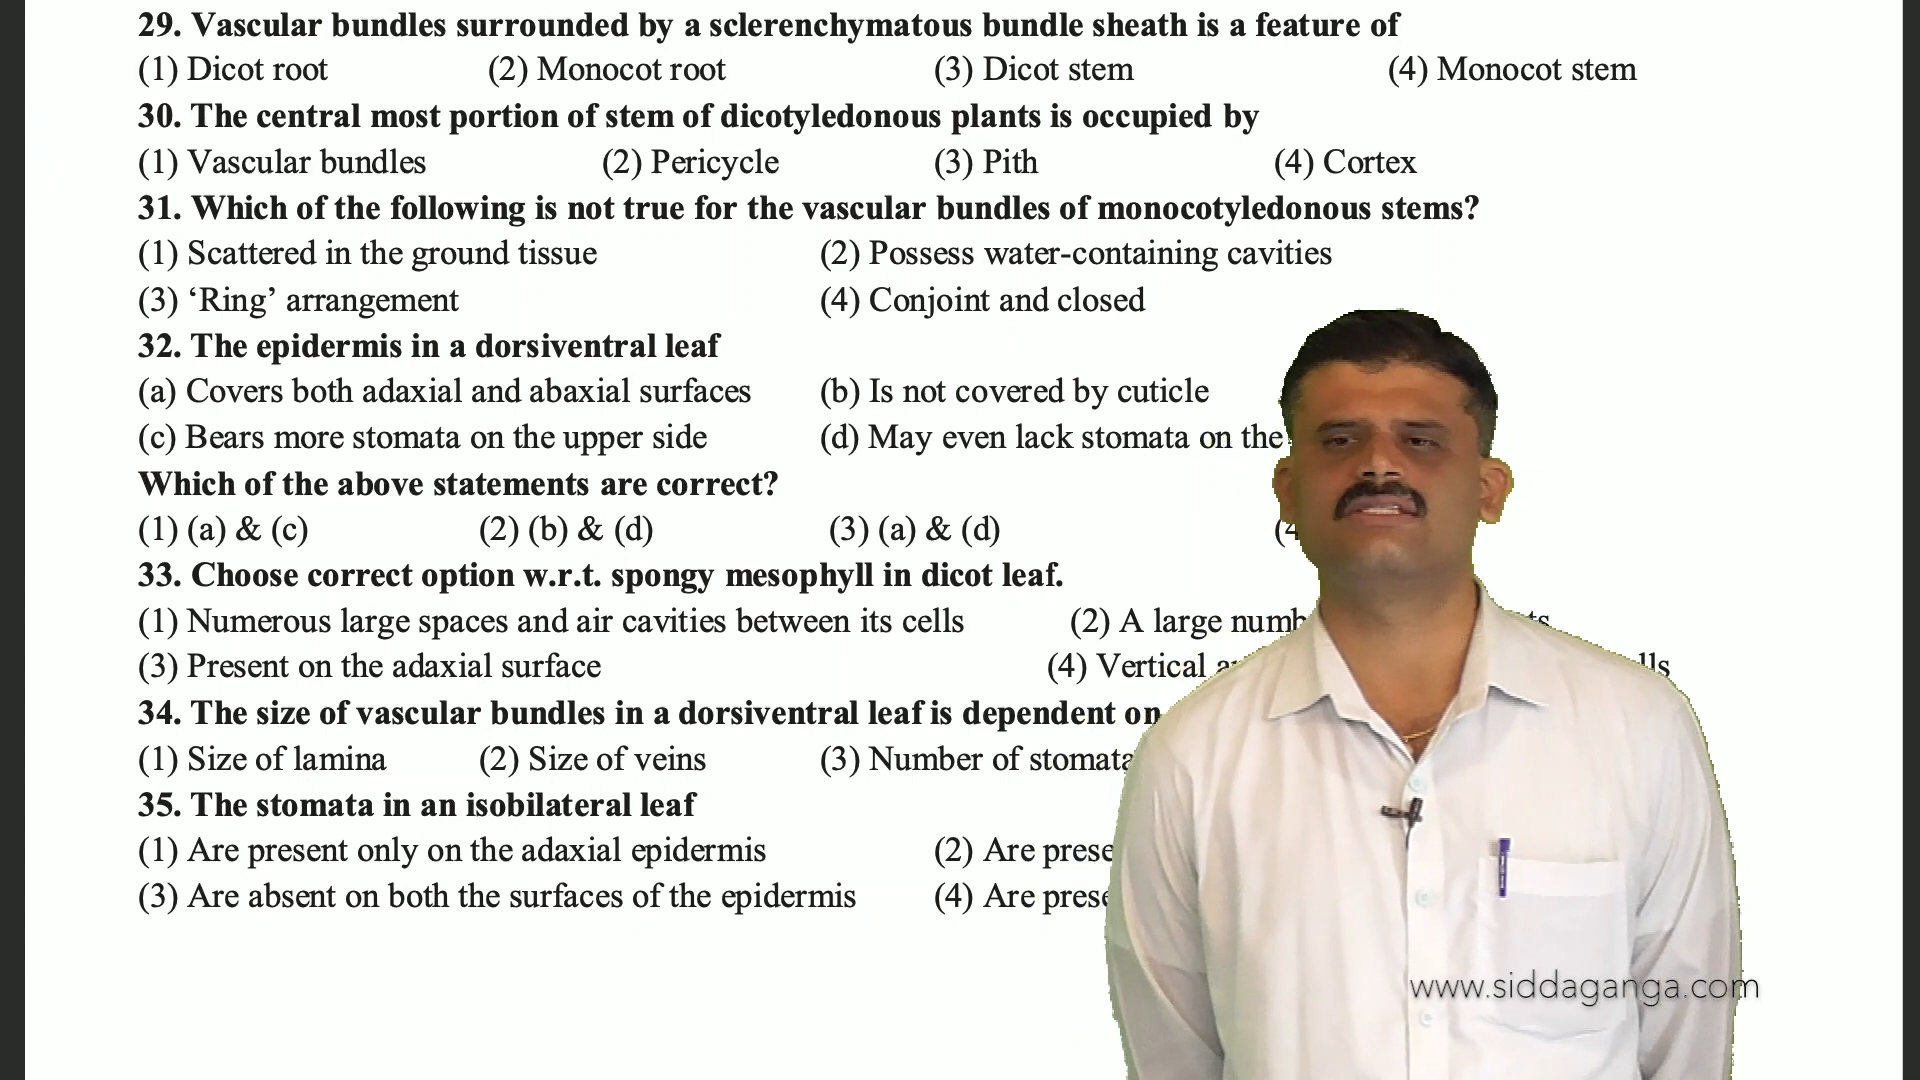 29. Vascular bundles surrounded by a sclerenchymatous bundle sheath is a feature of
(1) Dicot root (2) Monocot root (3) Dicot stem (4) Monocot stem
30. The central most portion of stem of dicotyledonous plants is occupied by
(1) Vascular bundles (2) Pericycle (3) Pith (4) Cortex
31. Which of the following is not true for the vascular bundles of monocotyledonous stems?
(1) Scattered in the ground tissue (2) Possess water-containing cavities
(3) ‘Ring’ arrangement (4) Conjoint and closed
32. The epidermis in a dorsiventral leaf
(a) Covers both adaxial and abaxial surfaces (b) Is not covered by cuticle
(c) Bears more stomata on the upper side (d) May even lack stomata on the
Which of the above statements are correct?
(1) (a) & (c) (2) (b) & (d) (3) (a) & (d) (4
33. Choose correct option w.r.t. spongy mesophyll in dicot leaf.
(1) Numerous large spaces and air cavities between its cells (2) A large
(3) Present on the adaxial surface (4) Vertical
34. The size of vascular bundles in a dorsiventral leaf is dependent on
(1) Size of lamina (2) Size of veins (3) Number of stomata
35. The stomata in an isobilateral leaf
(1) Are present only on the adaxial epidermis (2) Are
(3) Are absent on both the surfaces of the epidermis (4) Are
www.siddaganga.com